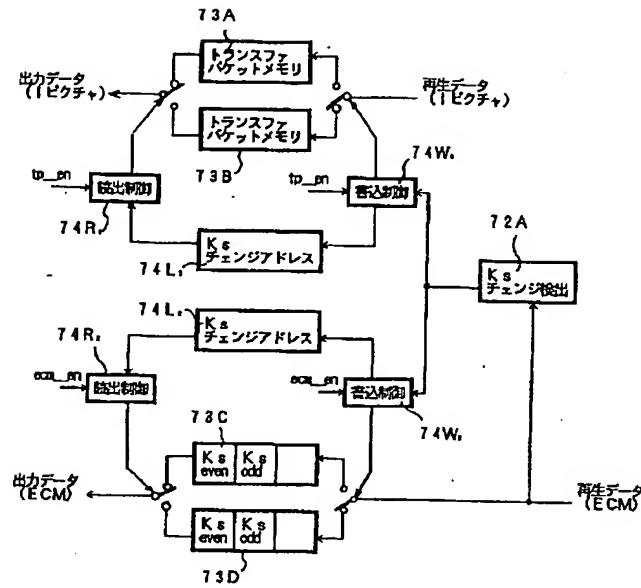 73A
トランスファ
パケットメモリ
出力データ
(Iピクチャ)
再生データ
(Iピクチャ)
トランスファ
パケットメモリ
73B
74W₁
tp_en
読出制御
tp_en
書込制御
74R₁
72A
Ks
チェンジアドレス
74L₁
Ks
チェンジ検出
74L₂
Ks
チェンジアドレス
74R₂
ecm_en
読出制御
ecm_en
書込制御
74W₂
73C
Ks
even
Ks
odd
出力データ
(ECM)
再生データ
(ECM)
Ks
even
Ks
odd
73D